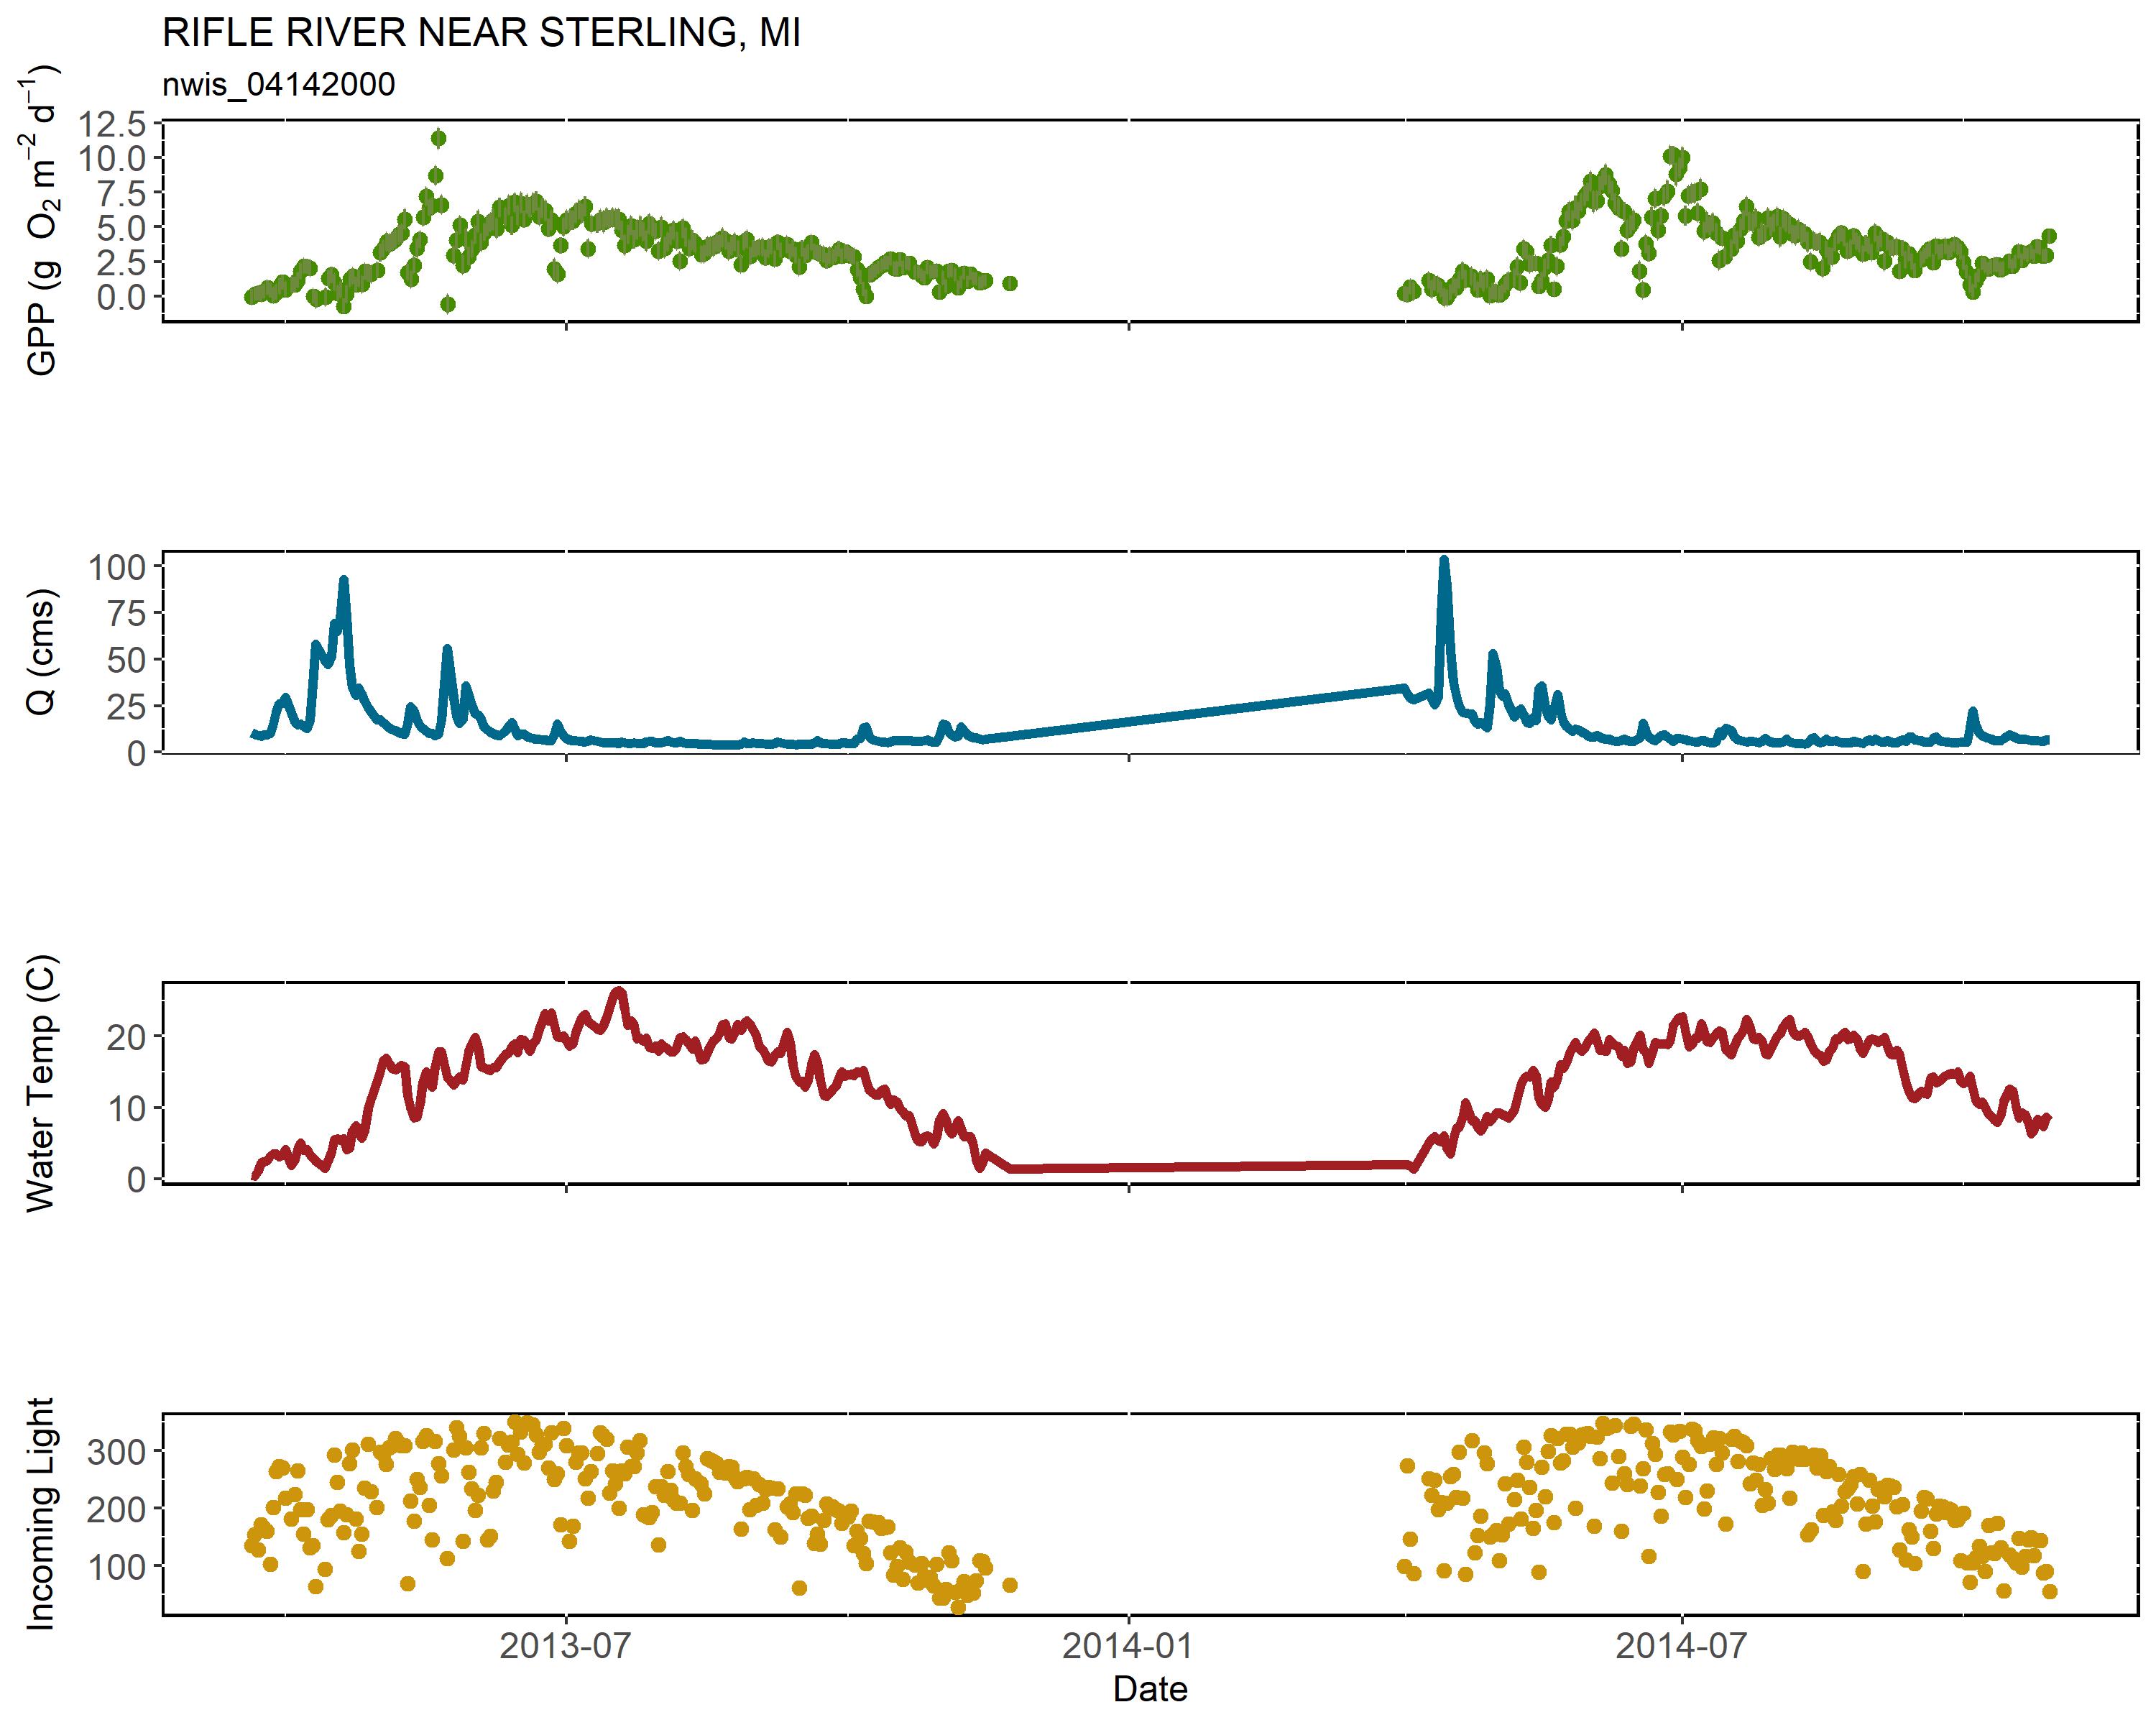 RIFLE RIVER NEAR STERLING, MI
nwis_04142000
GPP (g O₂ m⁻² d⁻¹)
12.5
10.0
7.5
5.0
2.5
0.0
Q (cms)
100
75
50
25
0
Water Temp (C)
20
10
0
Incoming Light
300
200
100
2013-07 2014-01 2014-07
Date